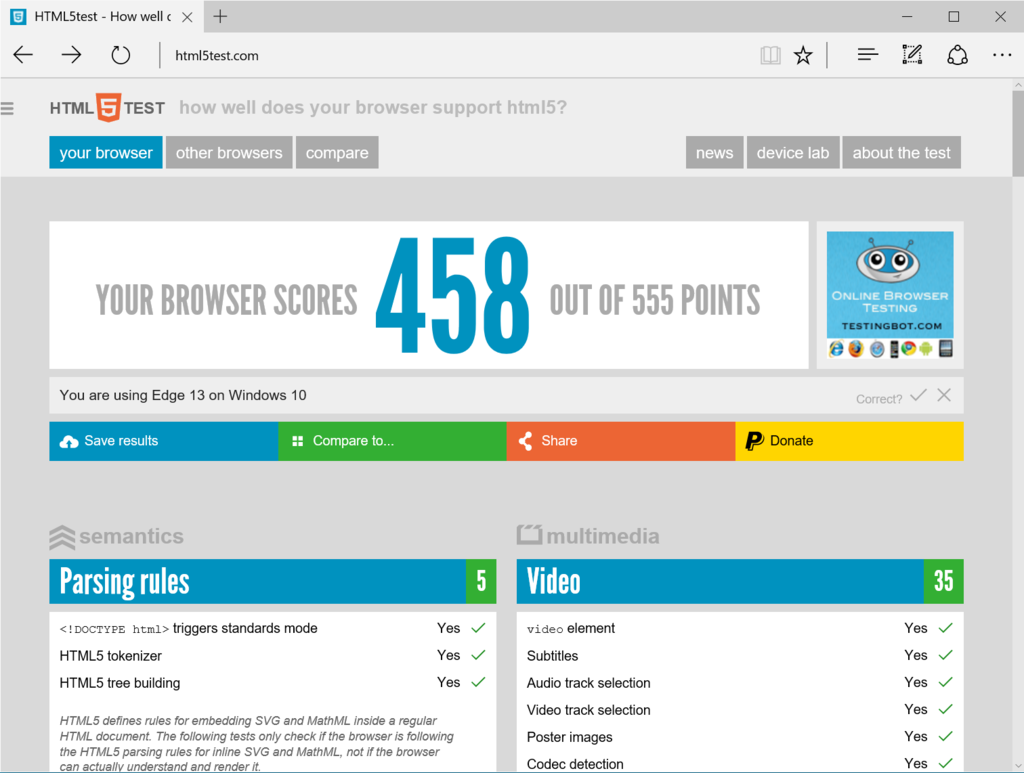 HTML5test - How well c
html5test.com
HTML 5 TEST how well does your browser support html5?
your browser other browsers compare news device lab about the test
YOUR BROWSER SCORES 458 OUT OF 555 POINTS
ONLINE BROWSER
TESTING
TESTINGBOT.COM
You are using Edge 13 on Windows 10 Correct?
Save results Compare to... Share Donate
semantics
Parsing rules 5
<!DOCTYPE html> triggers standards mode Yes
HTML5 tokenizer Yes
HTML5 tree building Yes
HTML5 defines rules for embedding SVG and MathML inside a regular
HTML document. The following tests only check if the browser is following
the HTML5 parsing rules for inline SVG and MathML, not if the browser
can actually understand and render it.
multimedia
Video 35
video element Yes
Subtitles Yes
Audio track selection Yes
Video track selection Yes
Poster images Yes
Codec detection Yes